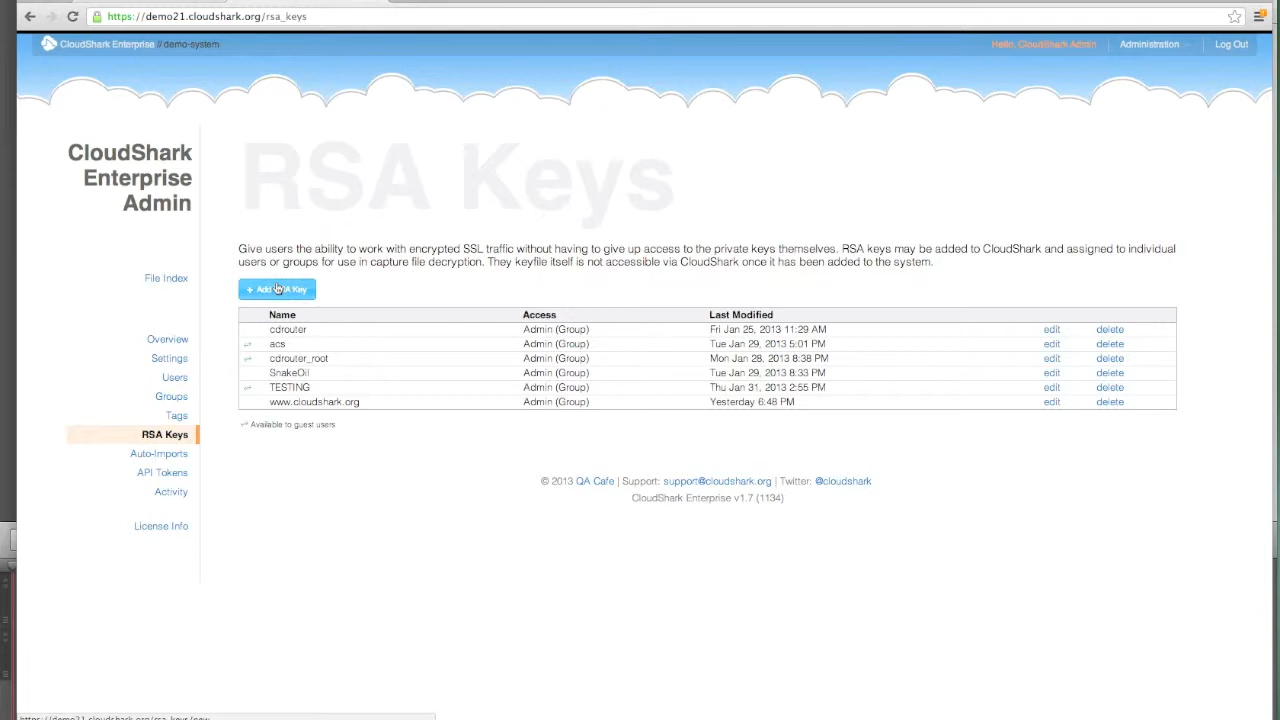 https://demo21.cloudshark.org/rsa_keys
CloudShark Enterprise // demo-system
Hello, CloudShark Admin
Administration
Log Out
CloudShark
Enterprise
Admin
RSA Keys
Give users the ability to work with encrypted SSL traffic without having to give up access to the private keys themselves. RSA keys may be added to CloudShark and assigned to individual
users or groups for use in capture file decryption. They keyfile itself is not accessible via CloudShark once it has been added to the system.
File Index
Overview
Settings
Users
Groups
Tags
RSA Keys
Auto-Imports
API Tokens
Activity
License Info
+ Add RSA Key
Name Access Last Modified
cdrouter Admin (Group) Fri Jan 25, 2013 11:29 AM edit delete
acs Admin (Group) Tue Jan 29, 2013 5:01 PM edit delete
cdrouter_root Admin (Group) Mon Jan 28, 2013 8:38 PM edit delete
SnakeOil Admin (Group) Tue Jan 29, 2013 8:33 PM edit delete
TESTING Admin (Group) Thu Jan 31, 2013 2:55 PM edit delete
www.cloudshark.org Admin (Group) Yesterday 6:48 PM edit delete
Available to guest users
© 2013 QA Cafe | Support: support@cloudshark.org | Twitter: @cloudshark
CloudShark Enterprise v1.7 (1134)
https://demo21.cloudshark.org/rsa_keys/new